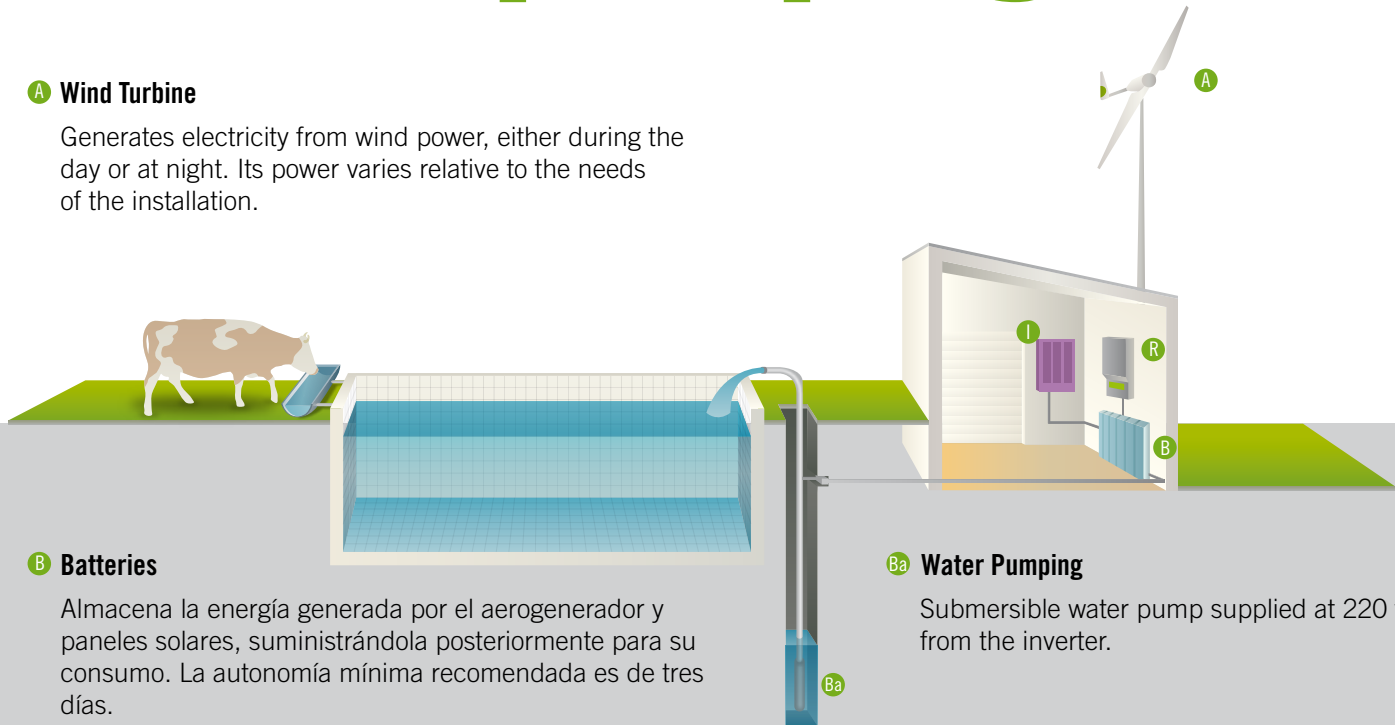 A Wind Turbine
Generates electricity from wind power, either during the
day or at night. Its power varies relative to the needs
of the installation.
A
I
R
B
B Batteries
Almacena la energía generada por el aerogenerador y
paneles solares, suministrándola posteriormente para su
consumo. La autonomía mínima recomendada es de tres
días.
Ba Water Pumping
Submersible water pump supplied at 220
from the inverter.
Ba